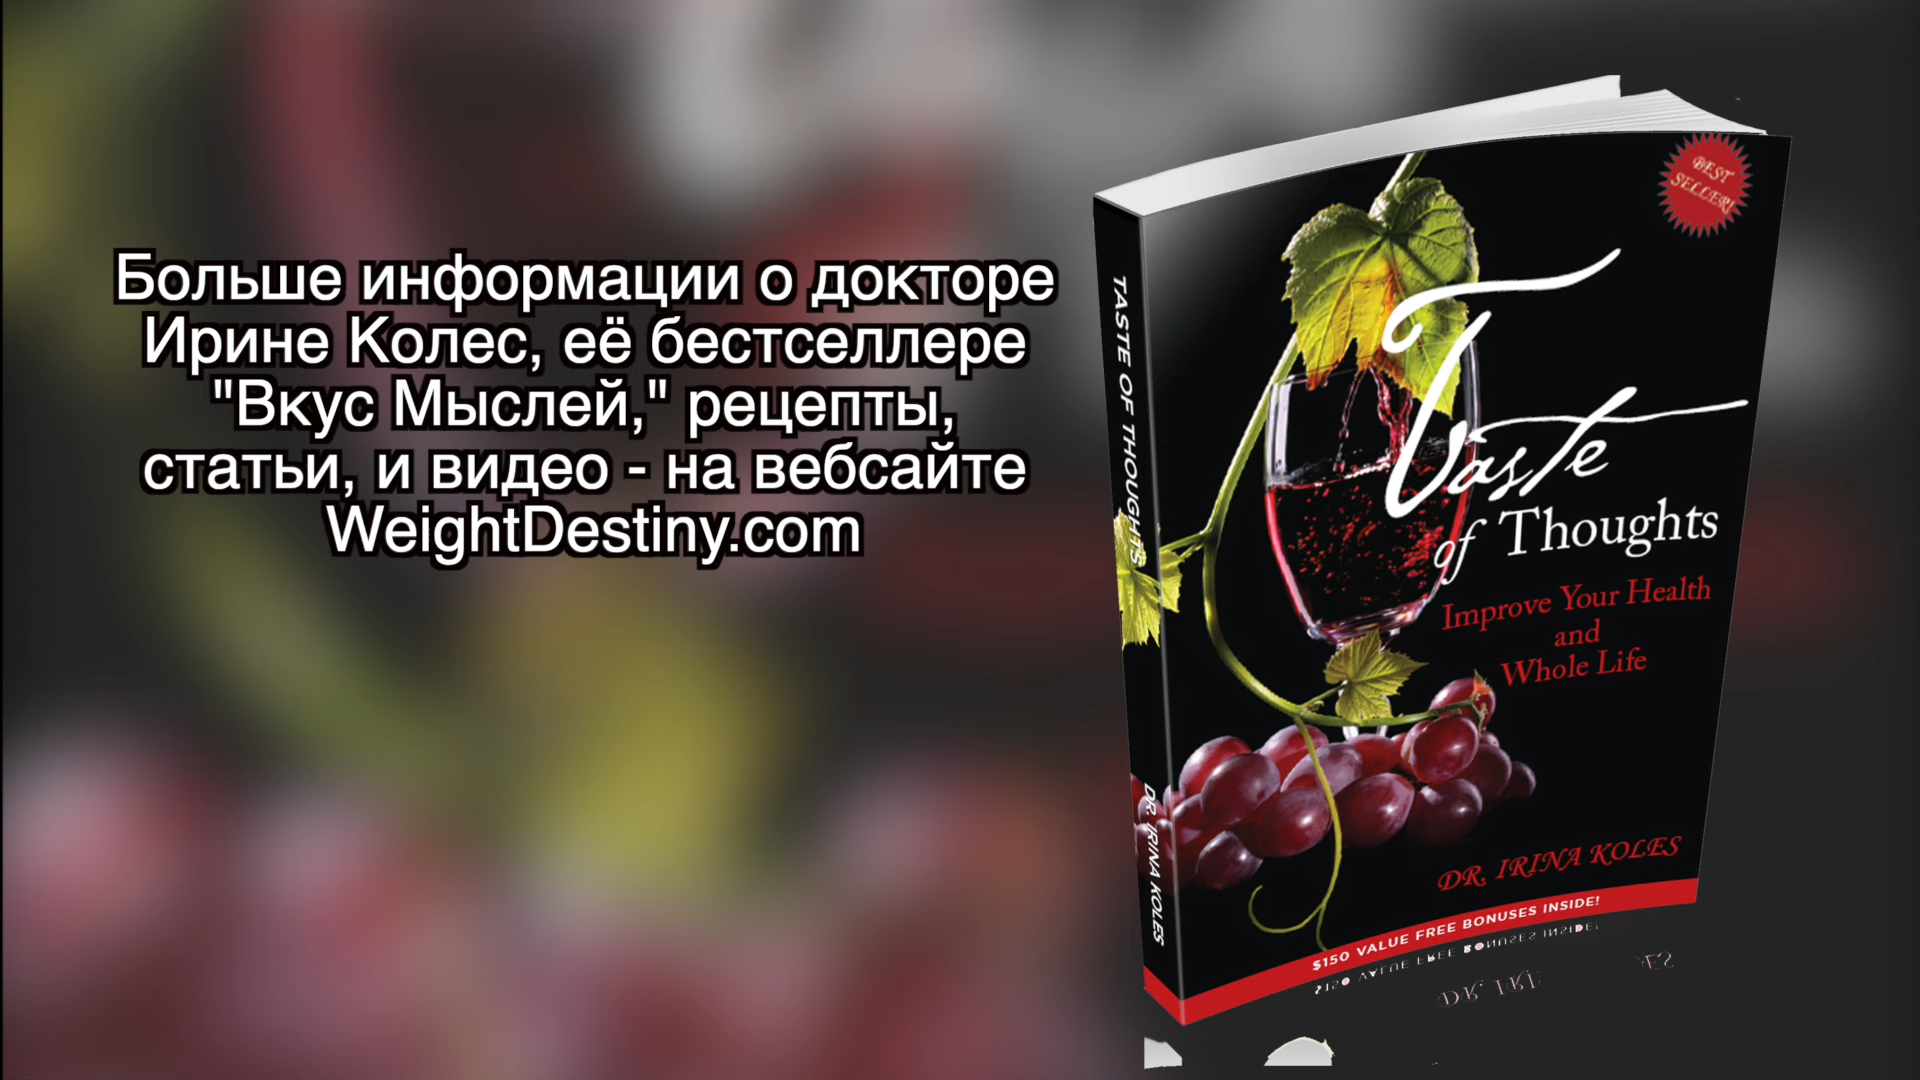 Больше информации о докторе
Ирине Колес, её бестселлере
"Вкус Мыслей," рецепты,
статьи, и видео - на вебсайте
WeightDestiny.com
TASTE OF THOUGHTS
DR. IRINA KOLES
BEST
SELLER!
Taste
of Thoughts
Improve Your Health
and
Whole Life
DR. IRINA KOLES
$150 VALUE FREE BONUSES INSIDE!